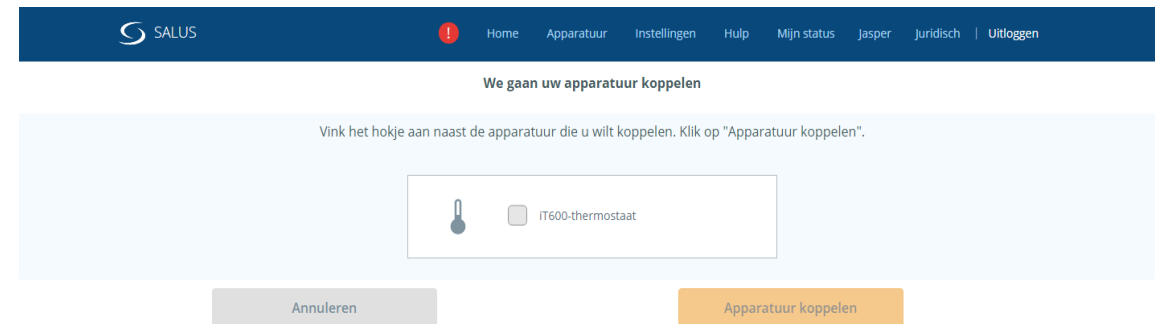 SALUS ! Home Apparatuur Instellingen Hulp Mijn status Jasper Juridisch | Uitloggen
We gaan uw apparatuur koppelen
Vink het hokje aan naast de apparatuur die u wilt koppelen. Klik op "Apparatuur koppelen".
iT600-thermostaat
Annuleren Apparatuur koppelen